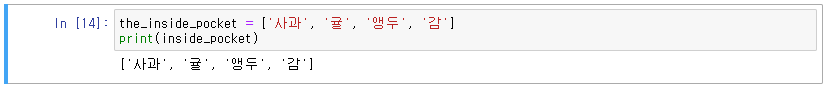 In [14]: the_inside_pocket = ['사과', '귤', '앵두', '감']
print(inside_pocket)
['사과', '귤', '앵두', '감']